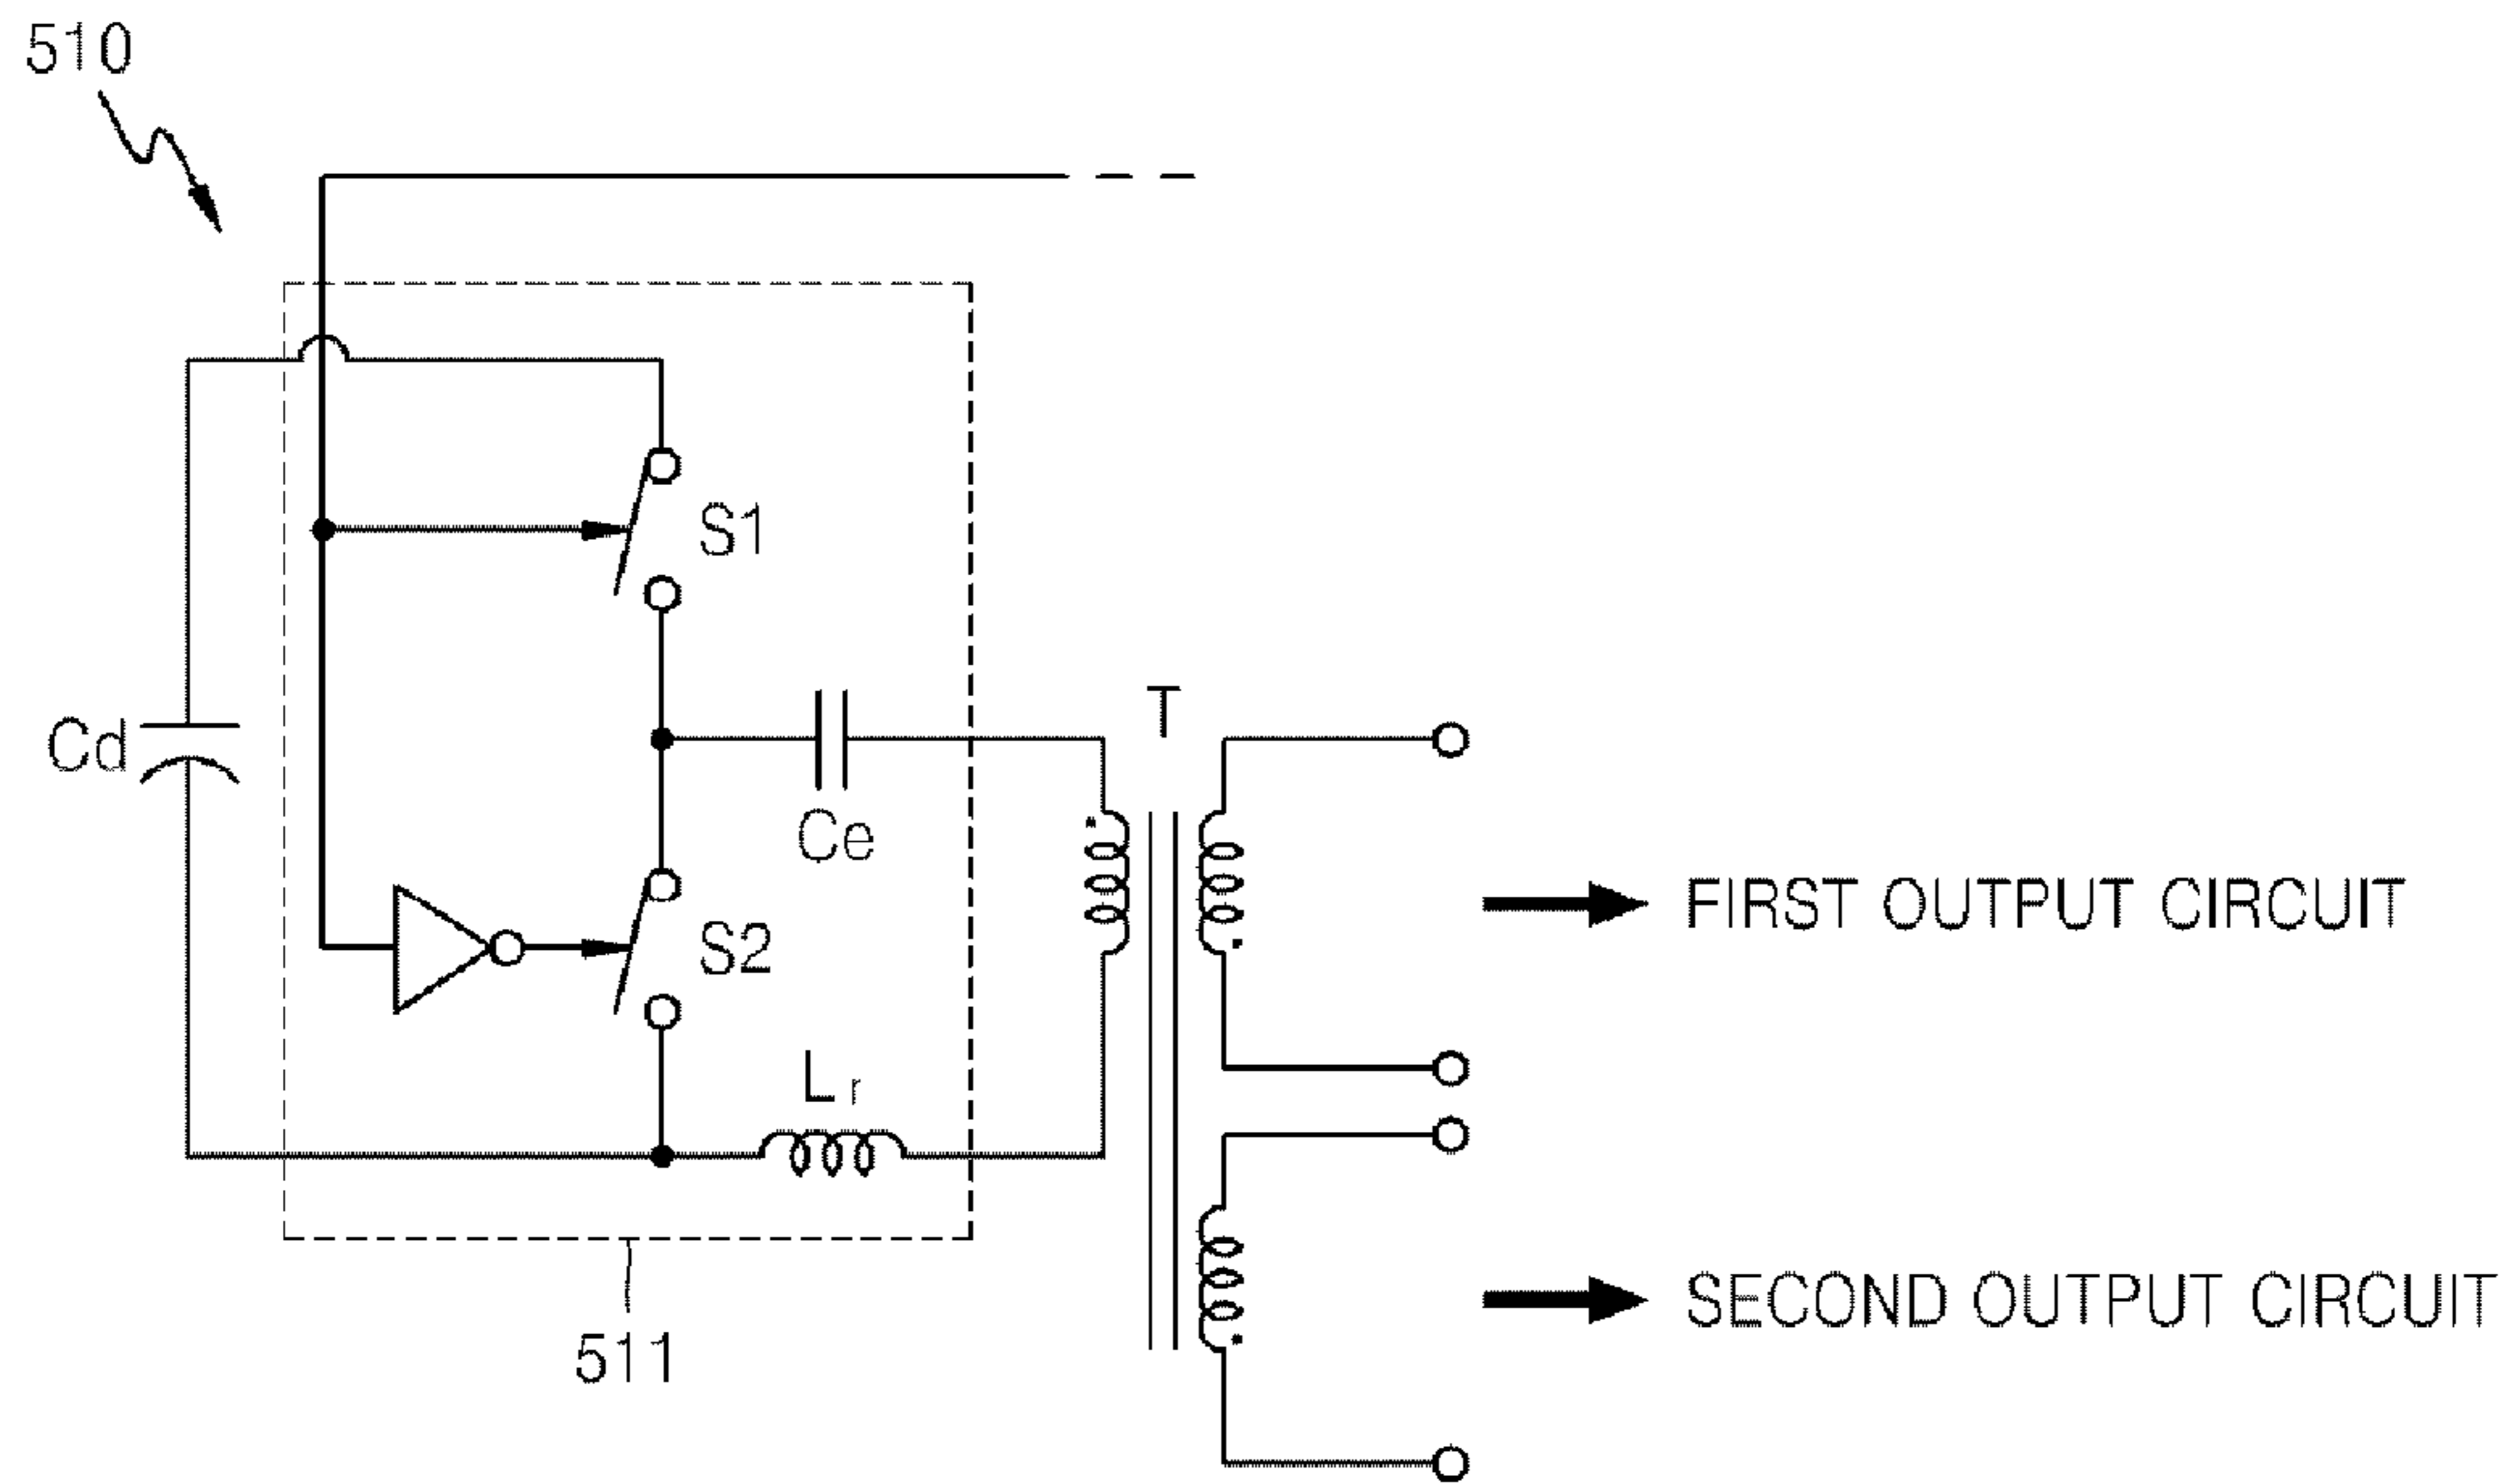 510
S1
Cd
T
Ce
FIRST OUTPUT CIRCUIT
S2
Lr
SECOND OUTPUT CIRCUIT
511